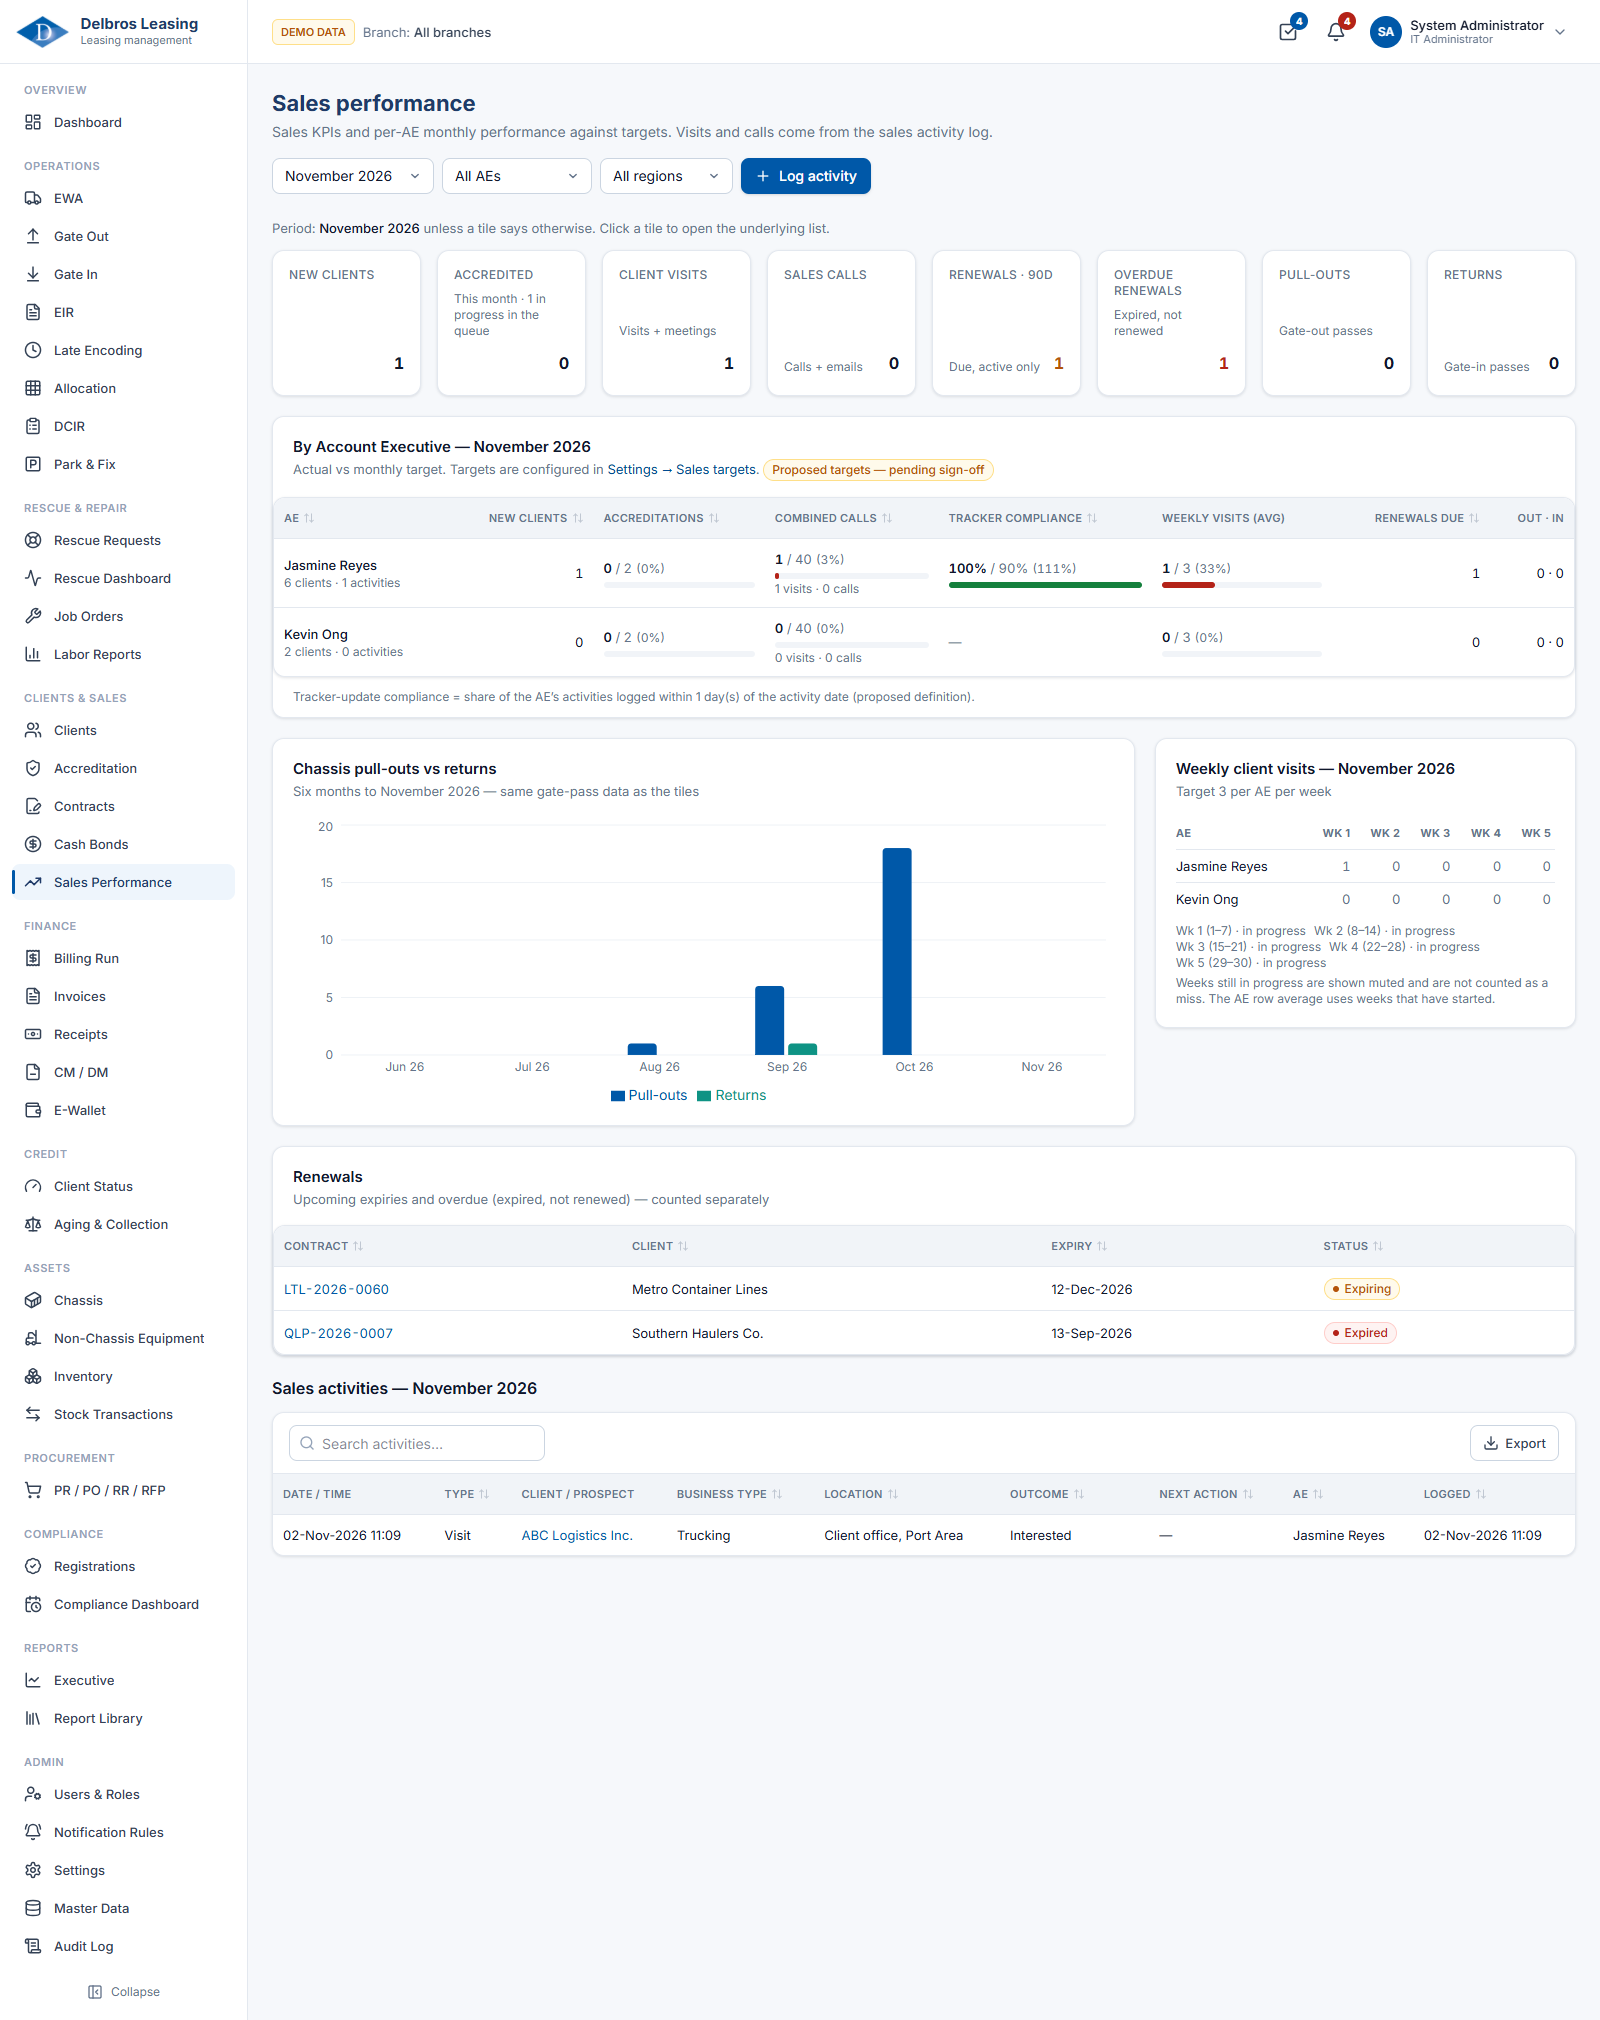 Delbros Leasing
Leasing management
DEMO DATA Branch: All branches
4
4
SA
System Administrator
IT Administrator
OVERVIEW
Dashboard
OPERATIONS
EWA
Gate Out
Gate In
EIR
Late Encoding
Allocation
DCIR
Park & Fix
RESCUE & REPAIR
Rescue Requests
Rescue Dashboard
Job Orders
Labor Reports
CLIENTS & SALES
Clients
Accreditation
Contracts
Cash Bonds
Sales Performance
FINANCE
Billing Run
Invoices
Receipts
CM / DM
E-Wallet
CREDIT
Client Status
Aging & Collection
ASSETS
Chassis
Non-Chassis Equipment
Inventory
Stock Transactions
PROCUREMENT
PR / PO / RR / RFP
COMPLIANCE
Registrations
Compliance Dashboard
REPORTS
Executive
Report Library
ADMIN
Users & Roles
Notification Rules
Settings
Master Data
Audit Log
Collapse
Sales performance
Sales KPIs and per-AE monthly performance against targets. Visits and calls come from the sales activity log.
November 2026 All AEs All regions + Log activity
Period: November 2026 unless a tile says otherwise. Click a tile to open the underlying list.
NEW CLIENTS
1
ACCREDITED
This month · 1 in
progress in the
queue
0
CLIENT VISITS
Visits + meetings
1
SALES CALLS
Calls + emails 0
RENEWALS · 90D
Due, active only 1
OVERDUE
RENEWALS
Expired, not
renewed
1
PULL-OUTS
Gate-out passes
0
RETURNS
Gate-in passes 0
By Account Executive — November 2026
Actual vs monthly target. Targets are configured in Settings → Sales targets. Proposed targets — pending sign-off
AE NEW CLIENTS ACCREDITATIONS COMBINED CALLS TRACKER COMPLIANCE WEEKLY VISITS (AVG) RENEWALS DUE OUT · IN
Jasmine Reyes
6 clients · 1 activities
1
0 / 2 (0%)
1 / 40 (3%)
1 visits · 0 calls
100% / 90% (111%)
1 / 3 (33%)
1
0 · 0
Kevin Ong
2 clients · 0 activities
0
0 / 2 (0%)
0 / 40 (0%)
0 visits · 0 calls
—
0 / 3 (0%)
0
0 · 0
Tracker-update compliance = share of the AE's activities logged within 1 day(s) of the activity date (proposed definition).
Chassis pull-outs vs returns
Six months to November 2026 — same gate-pass data as the tiles
20
15
10
5
0
Jun 26 Jul 26 Aug 26 Sep 26 Oct 26 Nov 26
Pull-outs Returns
Weekly client visits — November 2026
Target 3 per AE per week
AE WK 1 WK 2 WK 3 WK 4 WK 5
Jasmine Reyes 1 0 0 0 0
Kevin Ong 0 0 0 0 0
Wk 1 (1–7) · in progress Wk 2 (8–14) · in progress
Wk 3 (15–21) · in progress Wk 4 (22–28) · in progress
Wk 5 (29–30) · in progress
Weeks still in progress are shown muted and are not counted as a
miss. The AE row average uses weeks that have started.
Renewals
Upcoming expiries and overdue (expired, not renewed) — counted separately
CONTRACT CLIENT EXPIRY STATUS
LTL-2026-0060 Metro Container Lines 12-Dec-2026 Expiring
QLP-2026-0007 Southern Haulers Co. 13-Sep-2026 Expired
Sales activities — November 2026
Search activities... Export
DATE / TIME TYPE CLIENT / PROSPECT BUSINESS TYPE LOCATION OUTCOME NEXT ACTION AE LOGGED
02-Nov-2026 11:09 Visit ABC Logistics Inc. Trucking Client office, Port Area Interested — Jasmine Reyes 02-Nov-2026 11:09